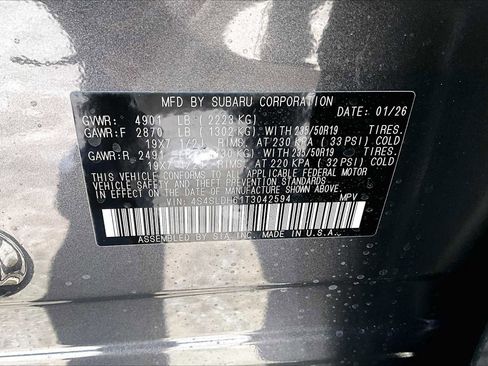 MFD BY SUBARU CORPORATION
DATE: 01/26
GVWR: 4901 LB (2223 KG)
GAWR:F 2870 LB (1302 KG) WITH 235/50R19 TIRES.
19X7 1/2J RIMS. AT 230 KPA (33 PSI) COLD
GAWR:R 2491 LB KG) WITH 235/50R19 TIRES.
19X7 RIMS. AT 220 KPA (32 PSI) COLD
THIS VEHICLE CONFORMS TO ALL APPLICABLE FEDERAL MOTOR
VEHICLE SAFETY AND THEFT PREVENTION STANDARDS
IN EFFECT ON THE DATE OF MANUFACTURE SHOWN ABOVE.
VIN: 4S4SLDH61T3042594 MPV
ASSEMBLED BY SIA, INC. MADE IN U.S.A.